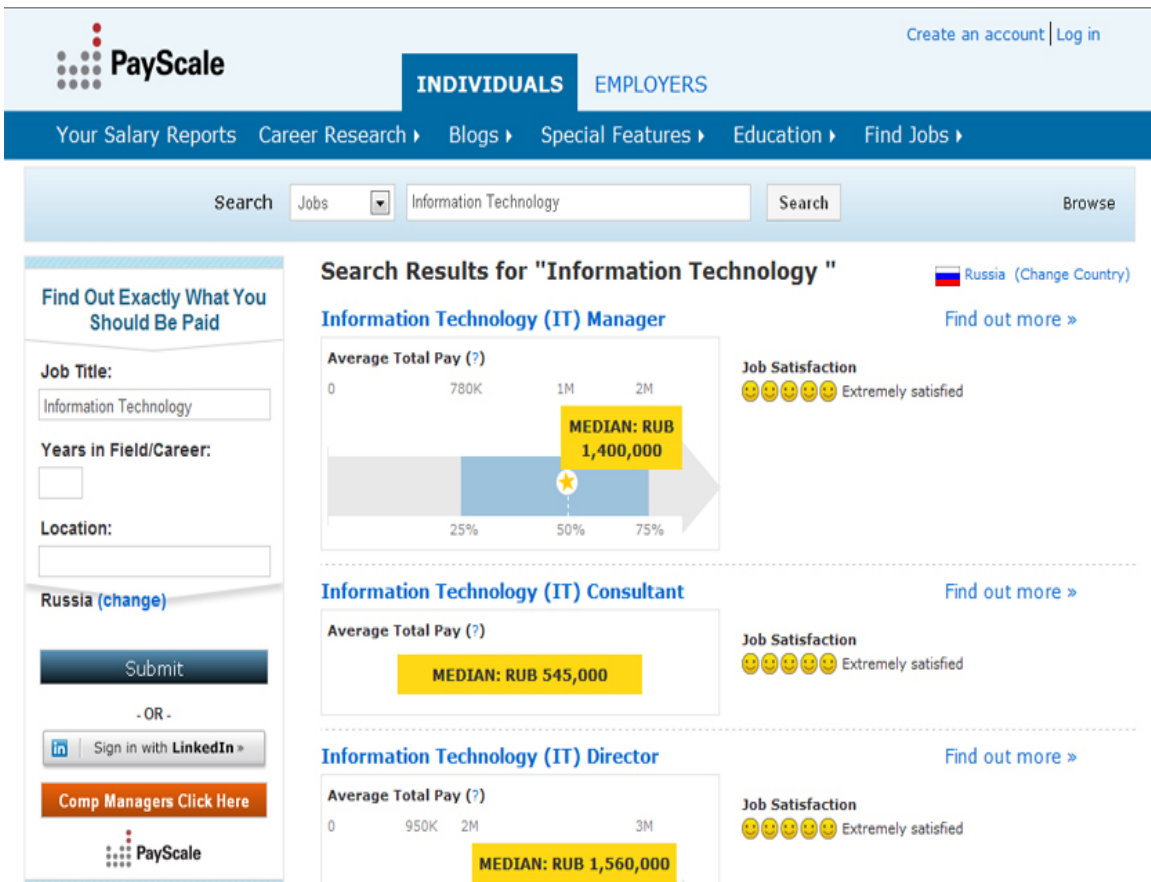 Create an account | Log in
PayScale
INDIVIDUALS EMPLOYERS
Your Salary Reports Career Research Blogs Special Features Education Find Jobs
Search Jobs Information Technology Search Browse
Find Out Exactly What You
Should Be Paid
Job Title:
Information Technology
Years in Field/Career:
Location:
Russia (change)
Submit
- OR -
in Sign in with LinkedIn »
Comp Managers Click Here
PayScale
Search Results for "Information Technology "
Russia (Change Country)
Information Technology (IT) Manager
Find out more »
Average Total Pay (?)
0 780K 1M 2M
MEDIAN: RUB
1,400,000
25% 50% 75%
Job Satisfaction
Extremely satisfied
Information Technology (IT) Consultant
Find out more »
Average Total Pay (?)
MEDIAN: RUB 545,000
Job Satisfaction
Extremely satisfied
Information Technology (IT) Director
Find out more »
Average Total Pay (?)
0 950K 2M 3M
MEDIAN: RUB 1,560,000
Job Satisfaction
Extremely satisfied